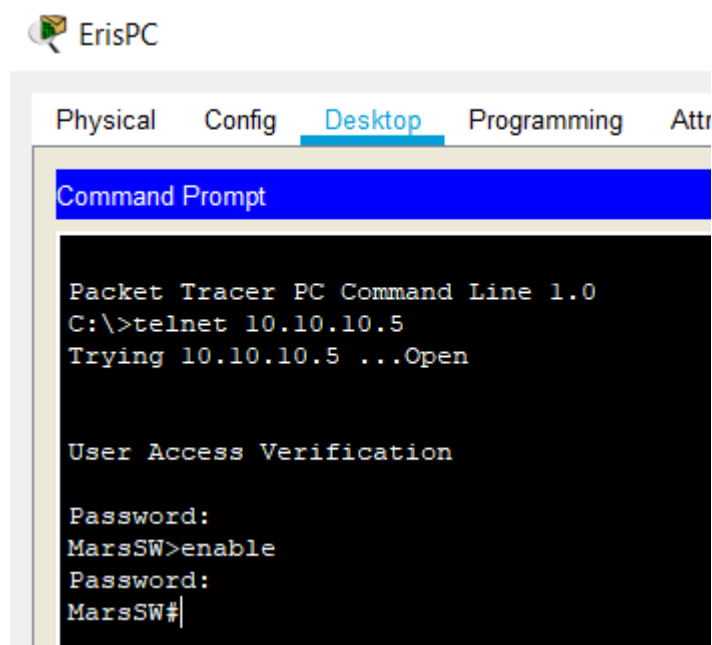 ErisPC
Physical Config Desktop Programming
Command Prompt
Packet Tracer PC Command Line 1.0
C:\>telnet 10.10.10.5
Trying 10.10.10.5 ...Open
User Access Verification
Password:
MarsSW>enable
Password:
MarsSW#